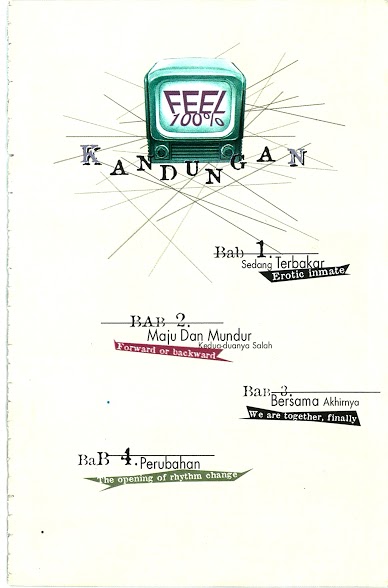 FEEL
100%
KANDUNGAN
Bab 1.
Sedang Terbakar
Erotic inmate
BAB 2.
Maju Dan Mundur
Kedua-duanya Salah
Forward or backward
BAB 3.
Bersama Akhirnya
We are together, finally
BaB 4. Perubahan
The opening of rhythm change